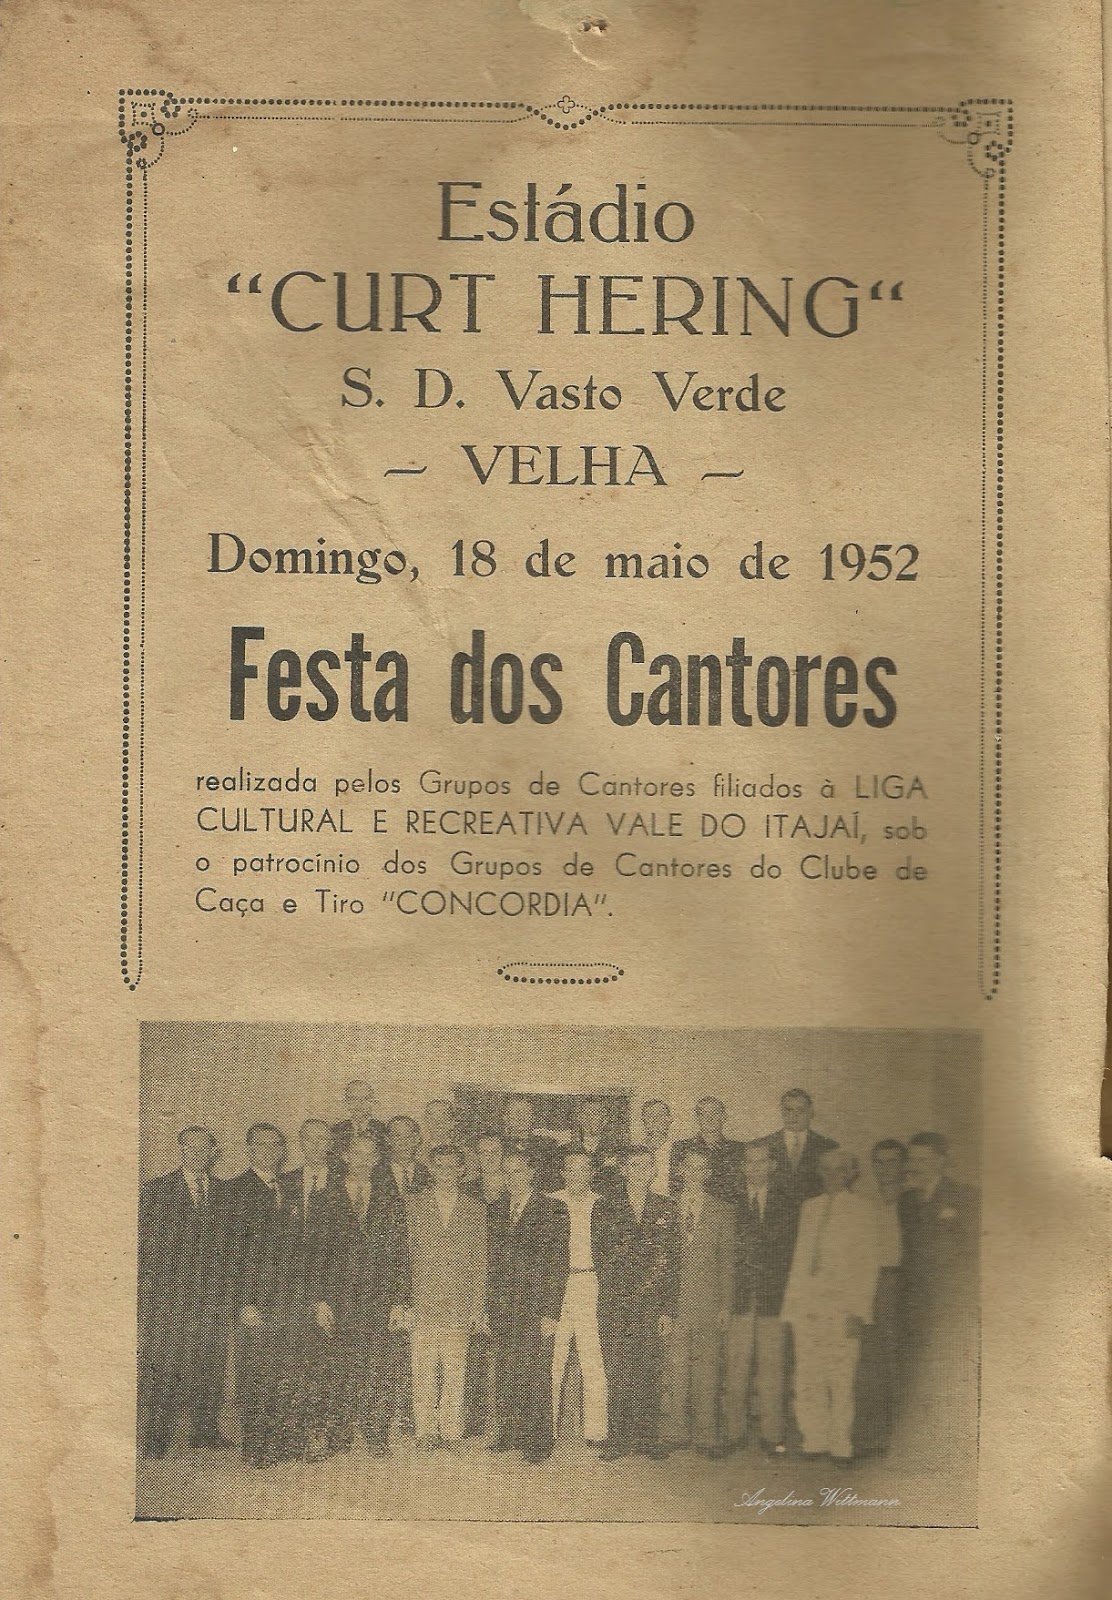 Estádio
“CURT HERING“
S. D. Vasto Verde
— VELHA —
Domingo, 18 de maio de 1952
Festa dos Cantores
realizada pelos Grupos de Cantores filiados à LIGA
CULTURAL E RECREATIVA VALE DO ITAJAÍ, sob
o patrocínio dos Grupos de Cantores do Clube de
Caça e Tiro "CONCORDIA".
Angelina Wittmann